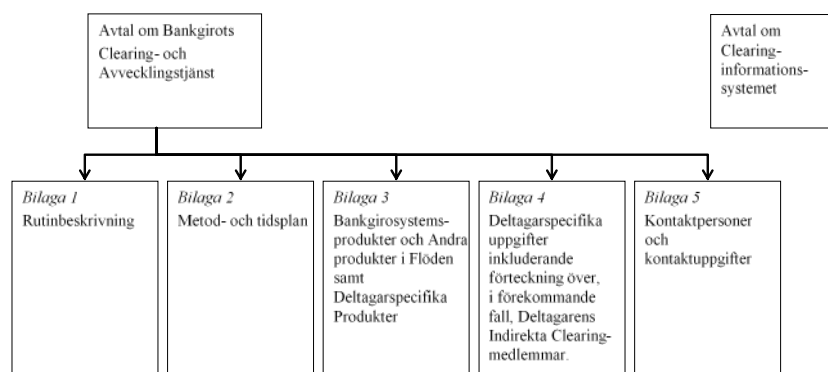 Avtal om Bankgirots
Clearing- och
Avvecklingstjänst
Avtal om
Clearing-
informations-
systemet
Bilaga 1
Rutinbeskrivning
Bilaga 2
Metod- och tidsplan
Bilaga 3
Bankgirosystems-
produkter och Andra
produkter i Flöden
samt
Deltagarspecifika
Produkter
Bilaga 4
Deltagarspecifika
uppgifter
inkluderande
förteckning över,
i förekommande
fall, Deltagarens
Indirekta Clearing-
medlemmar.
Bilaga 5
Kontaktpersoner
och
kontaktuppgifter